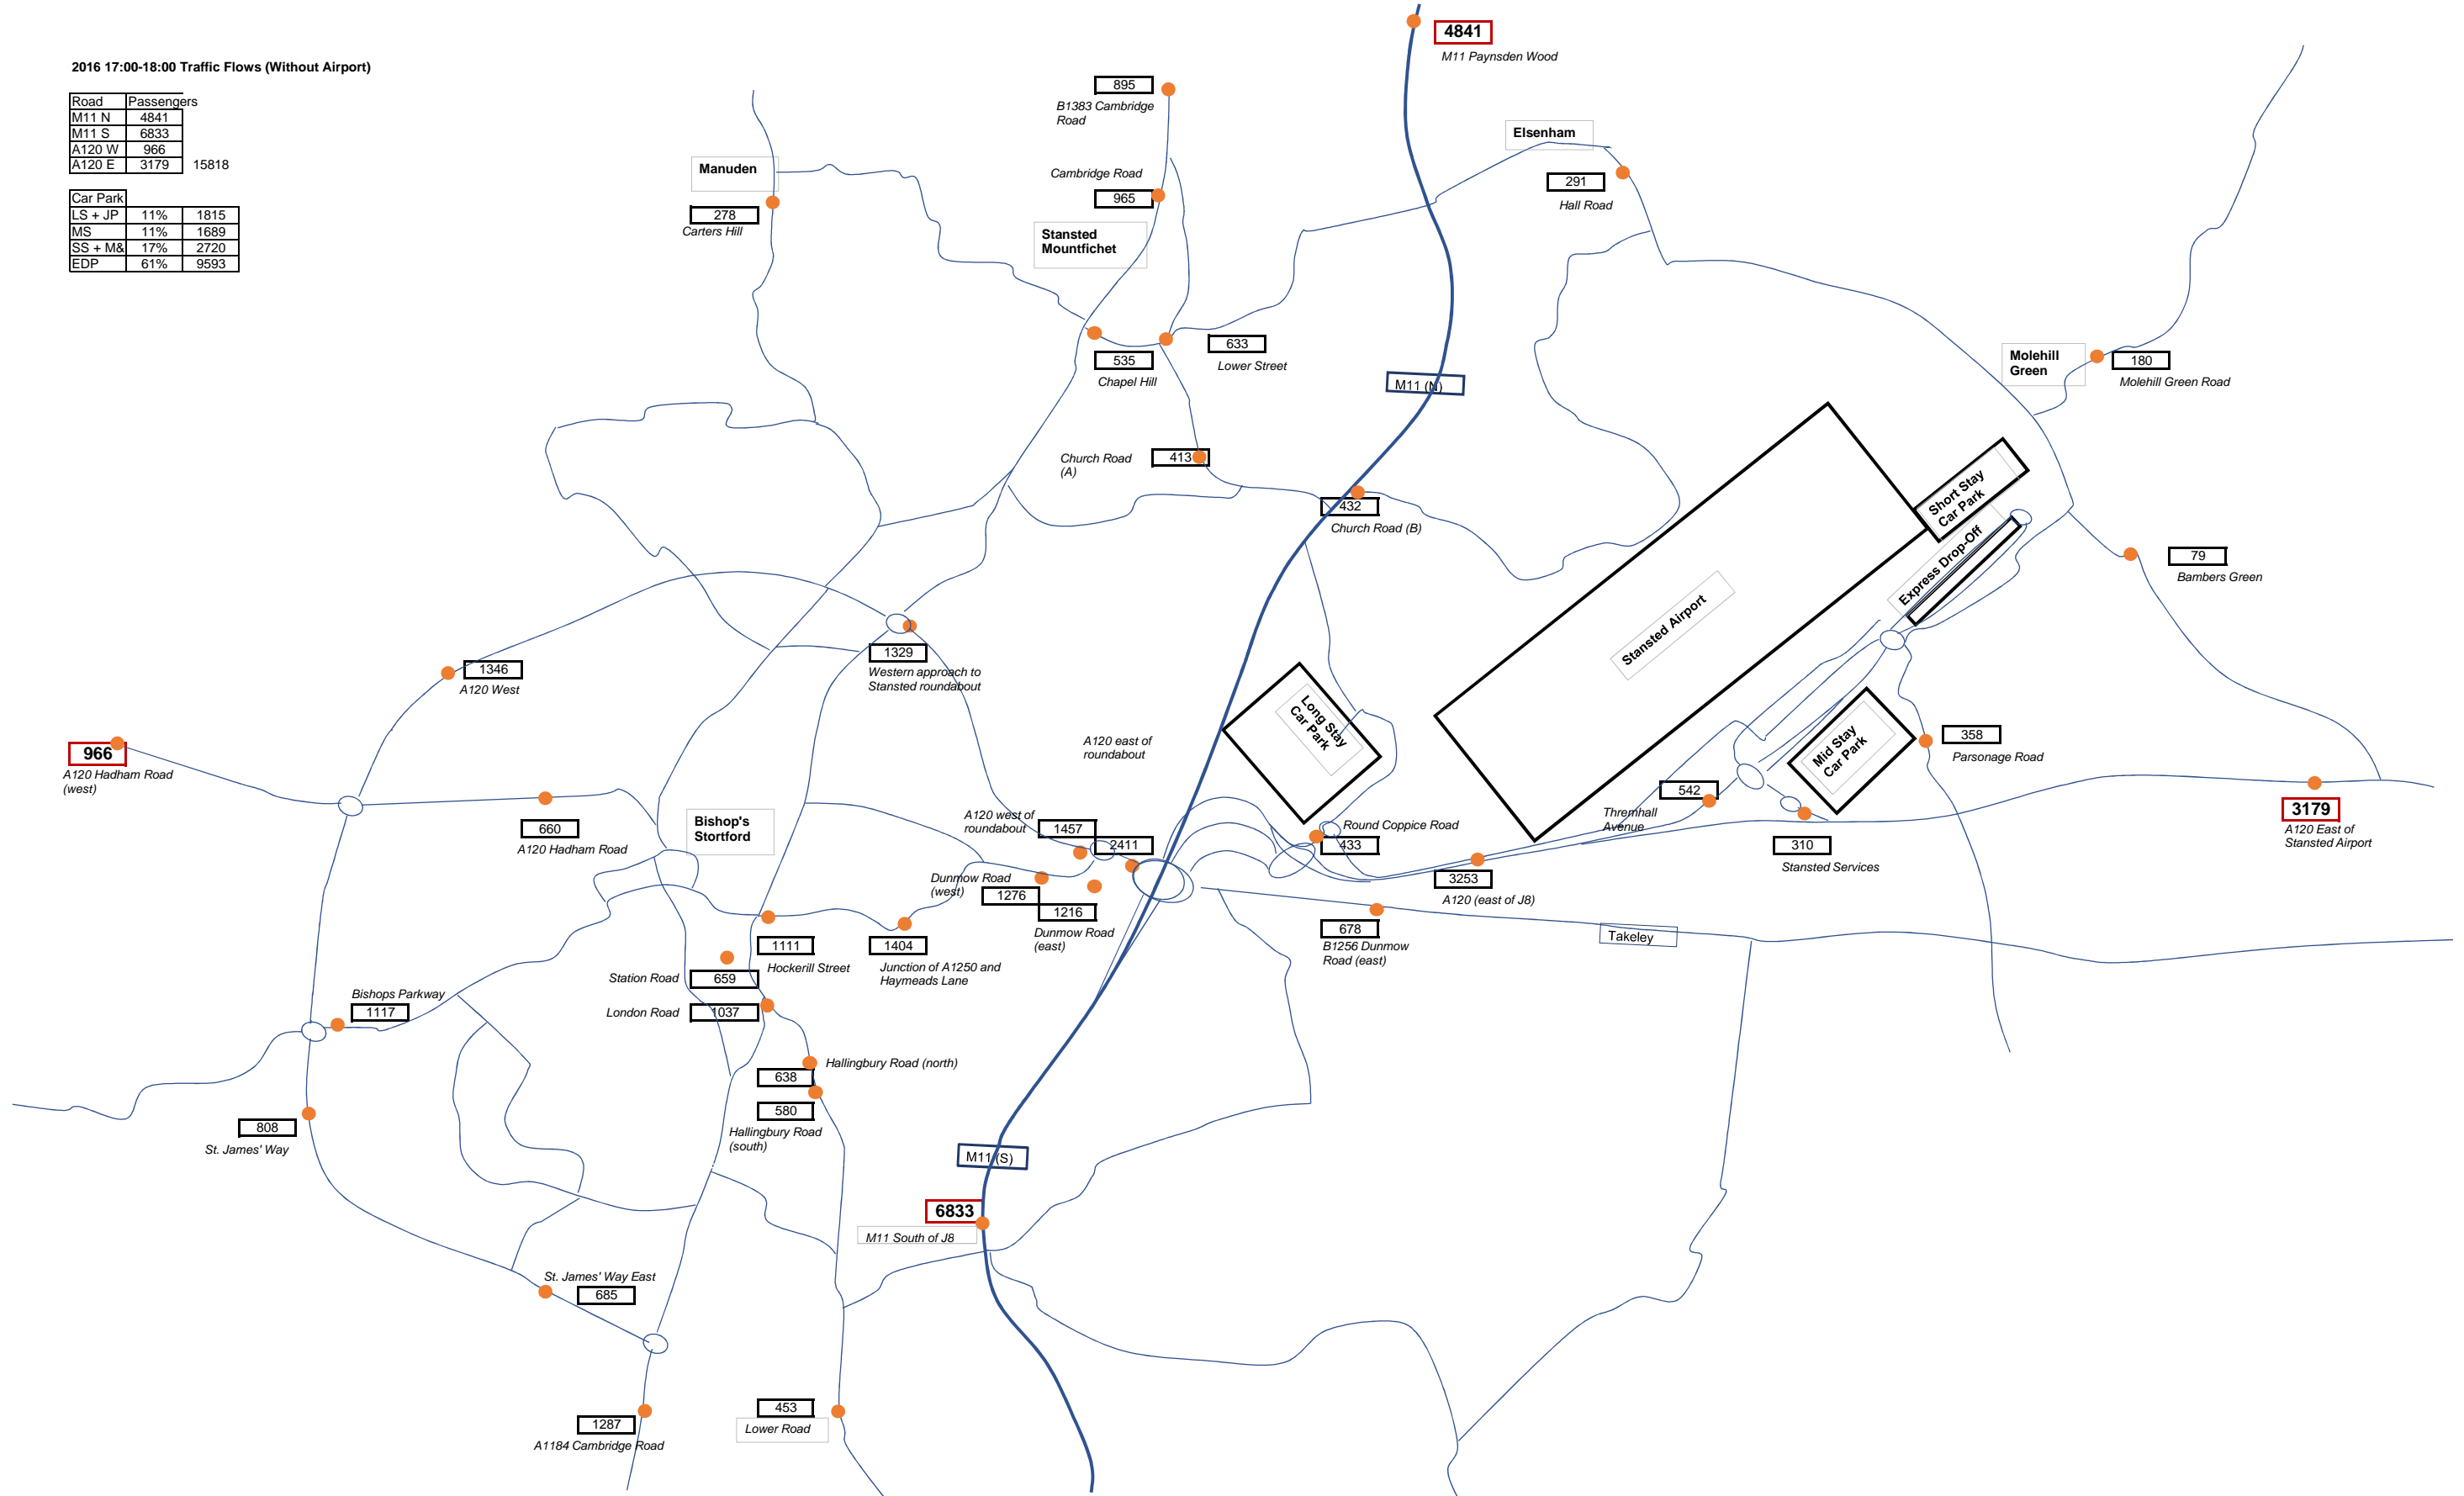 2016 17:00-18:00 Traffic Flows (Without Airport)
Road Passengers
M11 N 4841
M11 S 6833
A120 W 966
A120 E 3179 15818
Car Park
LS + JP 11% 1815
MS 11% 1689
SS + M& 17% 2720
EDP 61% 9593
4841
M11 Paynsden Wood
895
B1383 Cambridge
Road
Elsenham
Manuden
Cambridge Road
965
291
Hall Road
278
Carters Hill
Stansted
Mountfichet
633
Lower Street
535
Chapel Hill
M11 (N)
Molehill
Green
180
Molehill Green Road
Church Road
(A)
413
432
Church Road (B)
Short Stay
Car Park
Express Drop-Off
79
Bambers Green
Stansted Airport
1329
Western approach to
Stansted roundabout
1346
A120 West
966
A120 Hadham Road
(west)
Long Stay
Car Park
A120 east of
roundabout
Mid Stay
Car Park
358
Parsonage Road
542
Thremhall
Avenue
3179
A120 East of
Stansted Airport
660
A120 Hadham Road
Bishop's
Stortford
A120 west of
roundabout
1457
2411
Round Coppice Road
433
310
Stansted Services
Dunmow Road
(west)
1276
1216
Dunmow Road
(east)
3253
A120 (east of J8)
678
B1256 Dunmow
Road (east)
Takeley
1111
Hockerill Street
1404
Junction of A1250 and
Haymeads Lane
Station Road
659
London Road
1037
Bishops Parkway
1117
Hallingbury Road (north)
638
580
Hallingbury Road
(south)
808
St. James' Way
M11 (S)
6833
M11 South of J8
St. James' Way East
685
453
Lower Road
1287
A1184 Cambridge Road